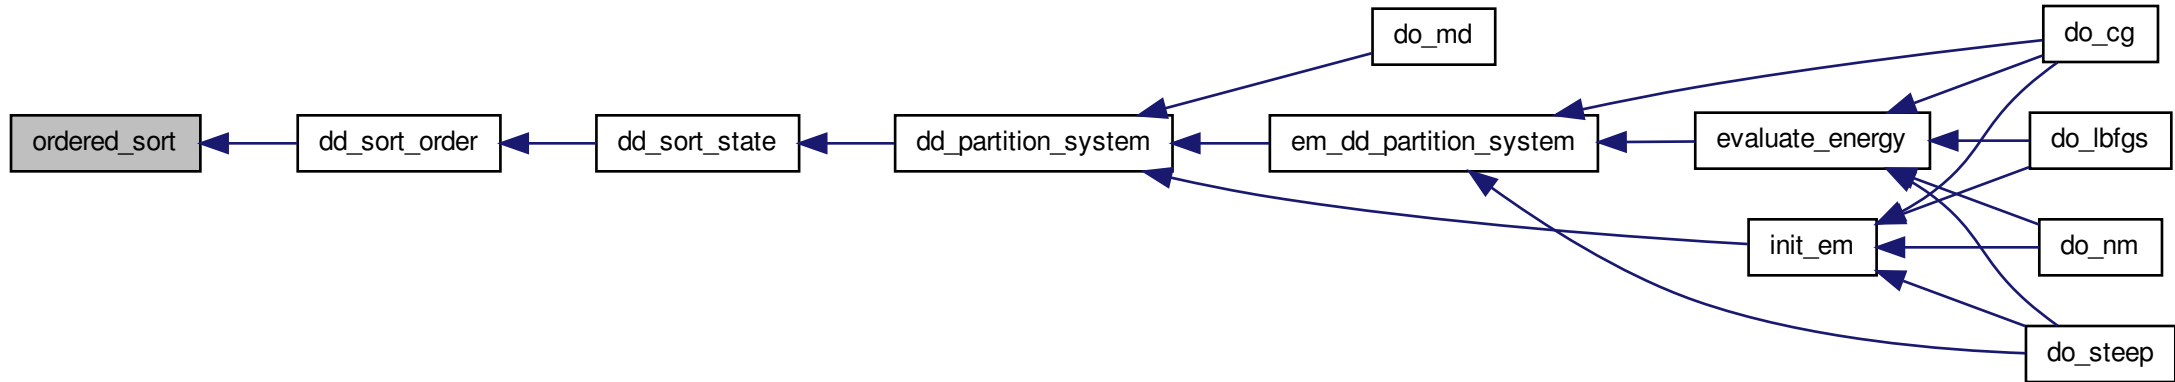 ordered_sort
dd_sort_order
dd_sort_state
dd_partition_system
do_md
em_dd_partition_system
evaluate_energy
init_em
do_cg
do_lbfgs
do_nm
do_steep